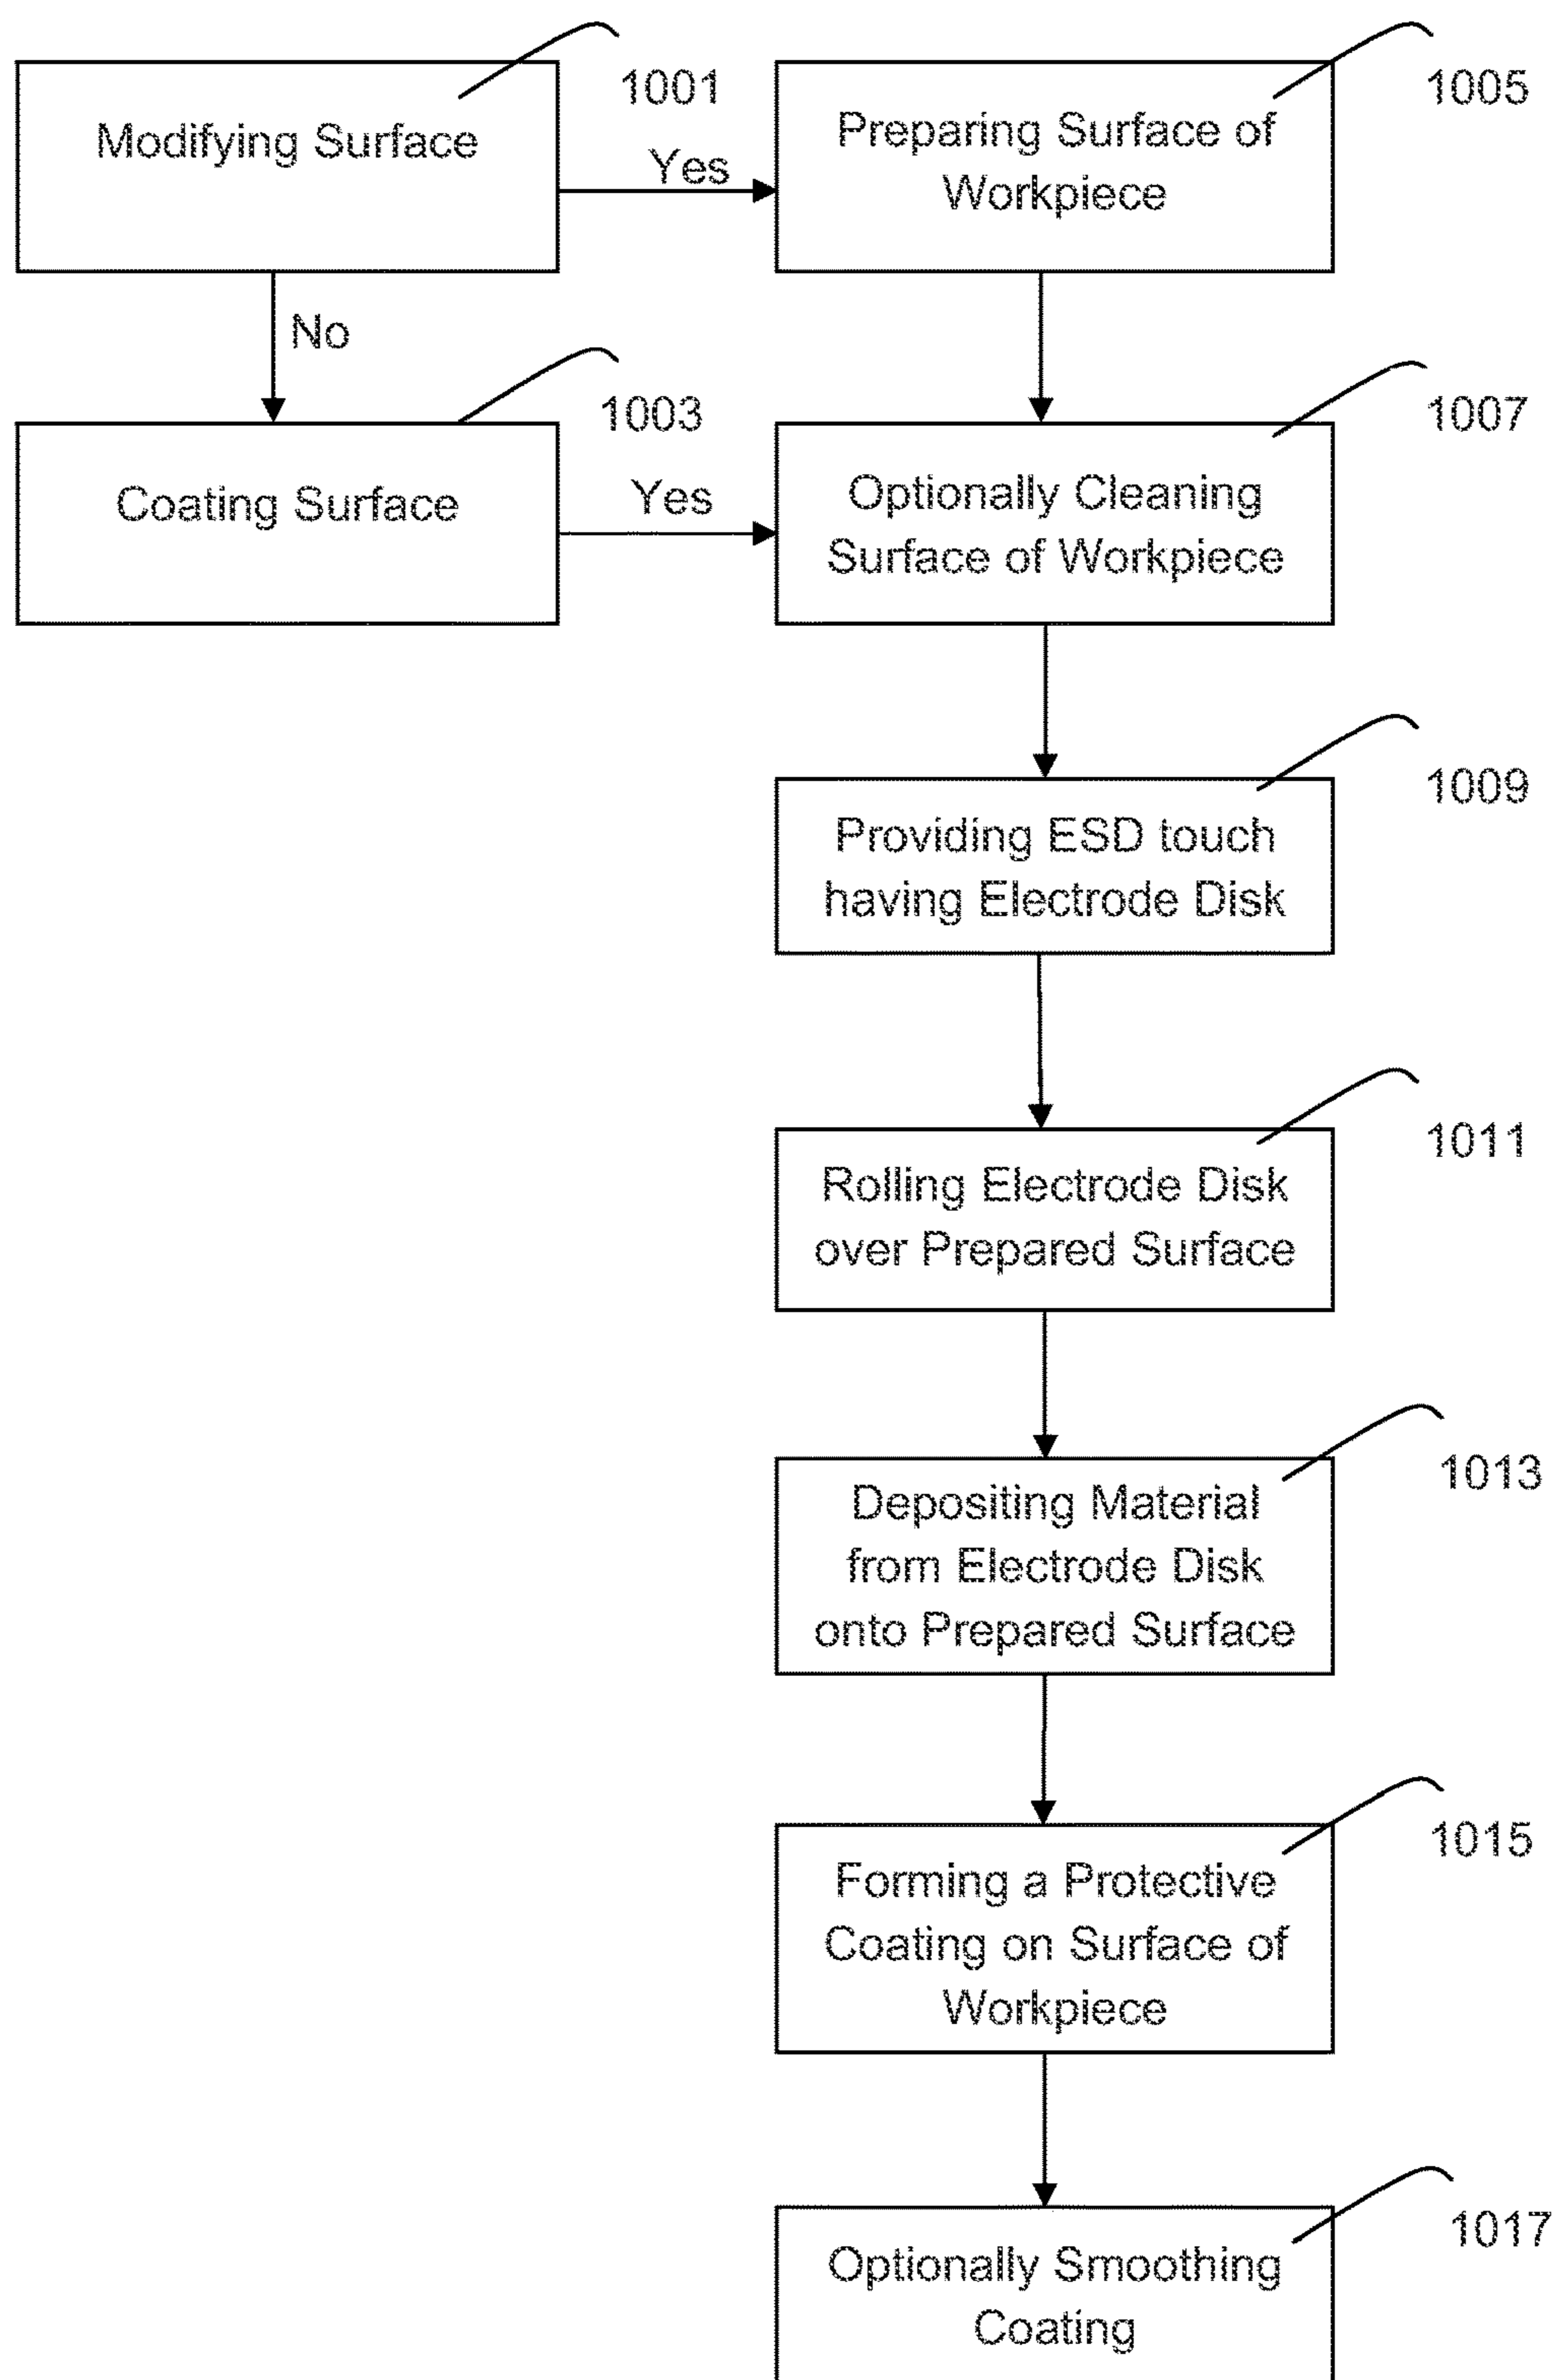 1001
Modifying Surface
Yes
1005
Preparing Surface of
Workpiece
No
1003
Coating Surface
Yes
1007
Optionally Cleaning
Surface of Workpiece
1009
Providing ESD touch
having Electrode Disk
1011
Rolling Electrode Disk
over Prepared Surface
1013
Depositing Material
from Electrode Disk
onto Prepared Surface
1015
Forming a Protective
Coating on Surface of
Workpiece
1017
Optionally Smoothing
Coating